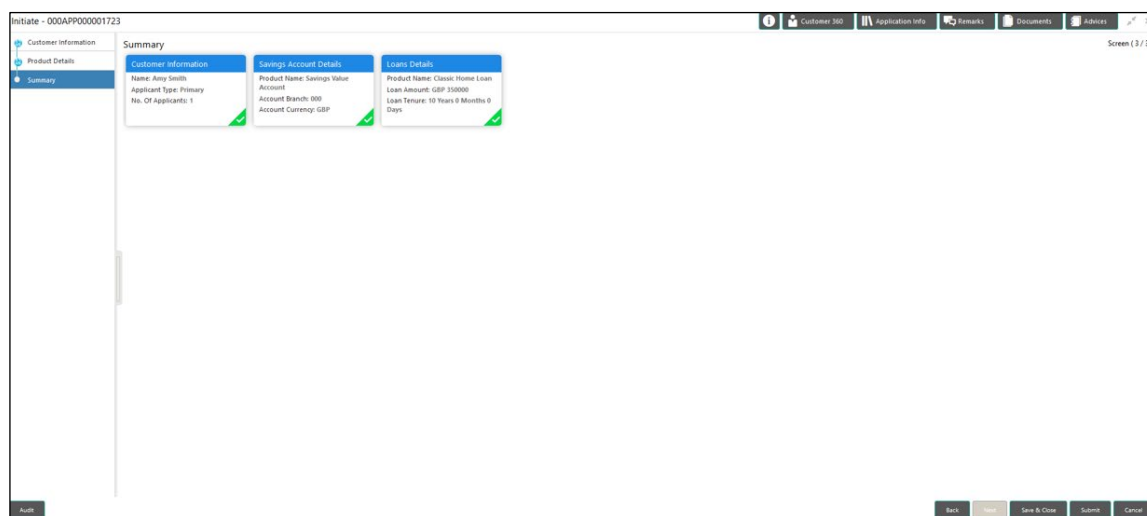 Initiate - 000APP000001723
Customer 360
Application Info
Remarks
Documents
Advices
Customer Information
Product Details
Summary
Summary
Screen ( 3 / 3
Customer Information
Name: Amy Smith
Applicant Type: Primary
No. Of Applicants: 1
Savings Account Details
Product Name: Savings Value
Account
Account Branch: 000
Account Currency: GBP
Loans Details
Product Name: Classic Home Loan
Loan Amount: GBP 350000
Loan Tenure: 10 Years 0 Months 0
Days
Audit
Back
Next
Save & Close
Submit
Cancel